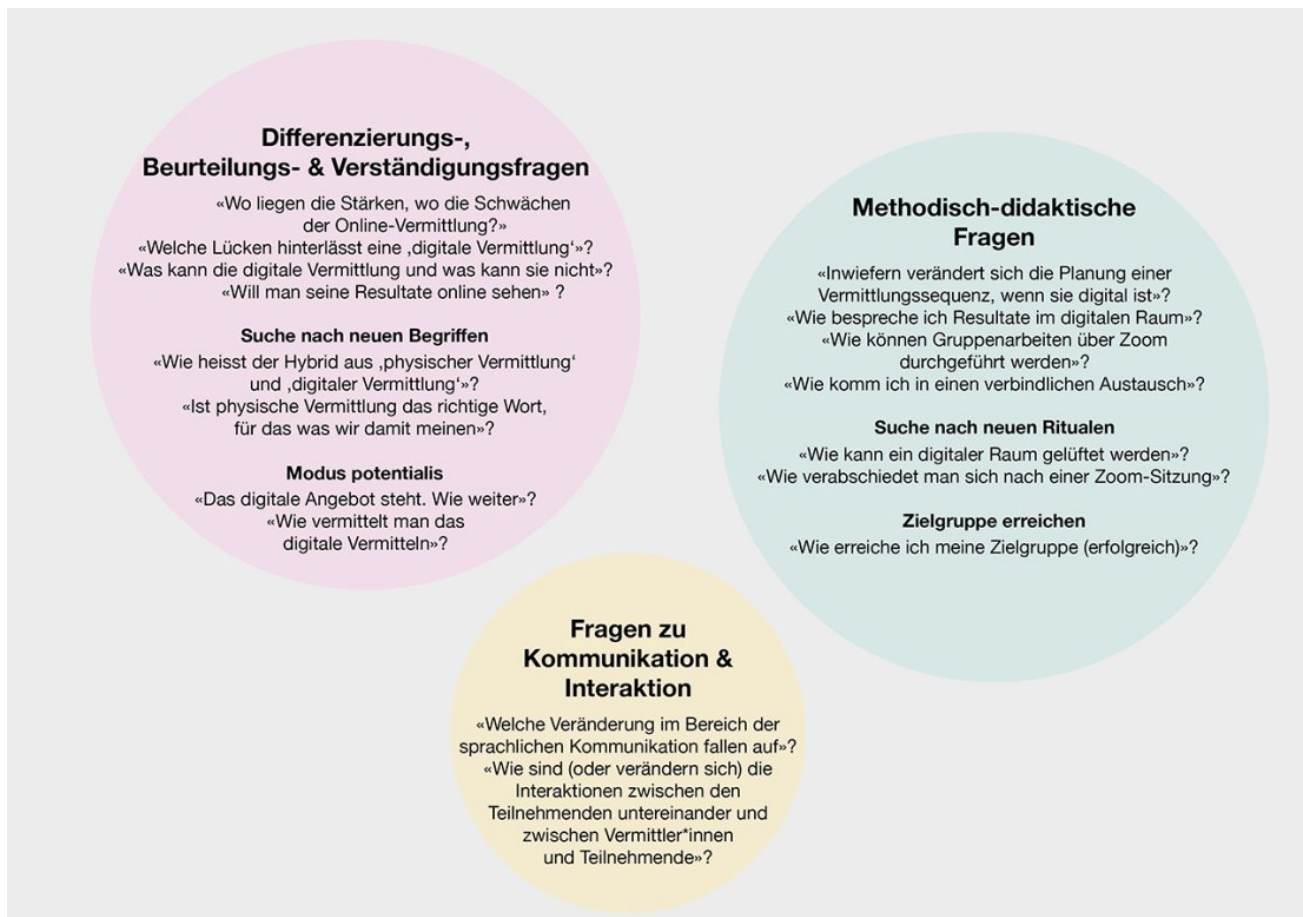 Differenzierungs-,
Beurteilungs- & Verständigungsfragen
«Wo liegen die Stärken, wo die Schwächen
der Online-Vermittlung?»
«Welche Lücken hinterlässt eine ‚digitale Vermittlung‘»?
«Was kann die digitale Vermittlung und was kann sie nicht»?
«Will man seine Resultate online sehen» ?
Suche nach neuen Begriffen
«Wie heisst der Hybrid aus ‚physischer Vermittlung‘
und ‚digitaler Vermittlung‘»?
«Ist physische Vermittlung das richtige Wort,
für das was wir damit meinen»?
Modus potentialis
«Das digitale Angebot steht. Wie weiter»?
«Wie vermittelt man das
digitale Vermitteln»?
Methodisch-didaktische
Fragen
«Inwiefern verändert sich die Planung einer
Vermittlungssequenz, wenn sie digital ist»?
«Wie bespreche ich Resultate im digitalen Raum»?
«Wie können Gruppenarbeiten über Zoom
durchgeführt werden»?
«Wie komm ich in einen verbindlichen Austausch»?
Suche nach neuen Ritualen
«Wie kann ein digitaler Raum gelüftet werden»?
«Wie verabschiedet man sich nach einer Zoom-Sitzung»?
Zielgruppe erreichen
«Wie erreiche ich meine Zielgruppe (erfolgreich)»?
Fragen zu
Kommunikation &
Interaktion
«Welche Veränderung im Bereich der
sprachlichen Kommunikation fallen auf»?
«Wie sind (oder verändern sich) die
Interaktionen zwischen den
Teilnehmenden untereinander und
zwischen Vermittler*innen
und Teilnehmende»?